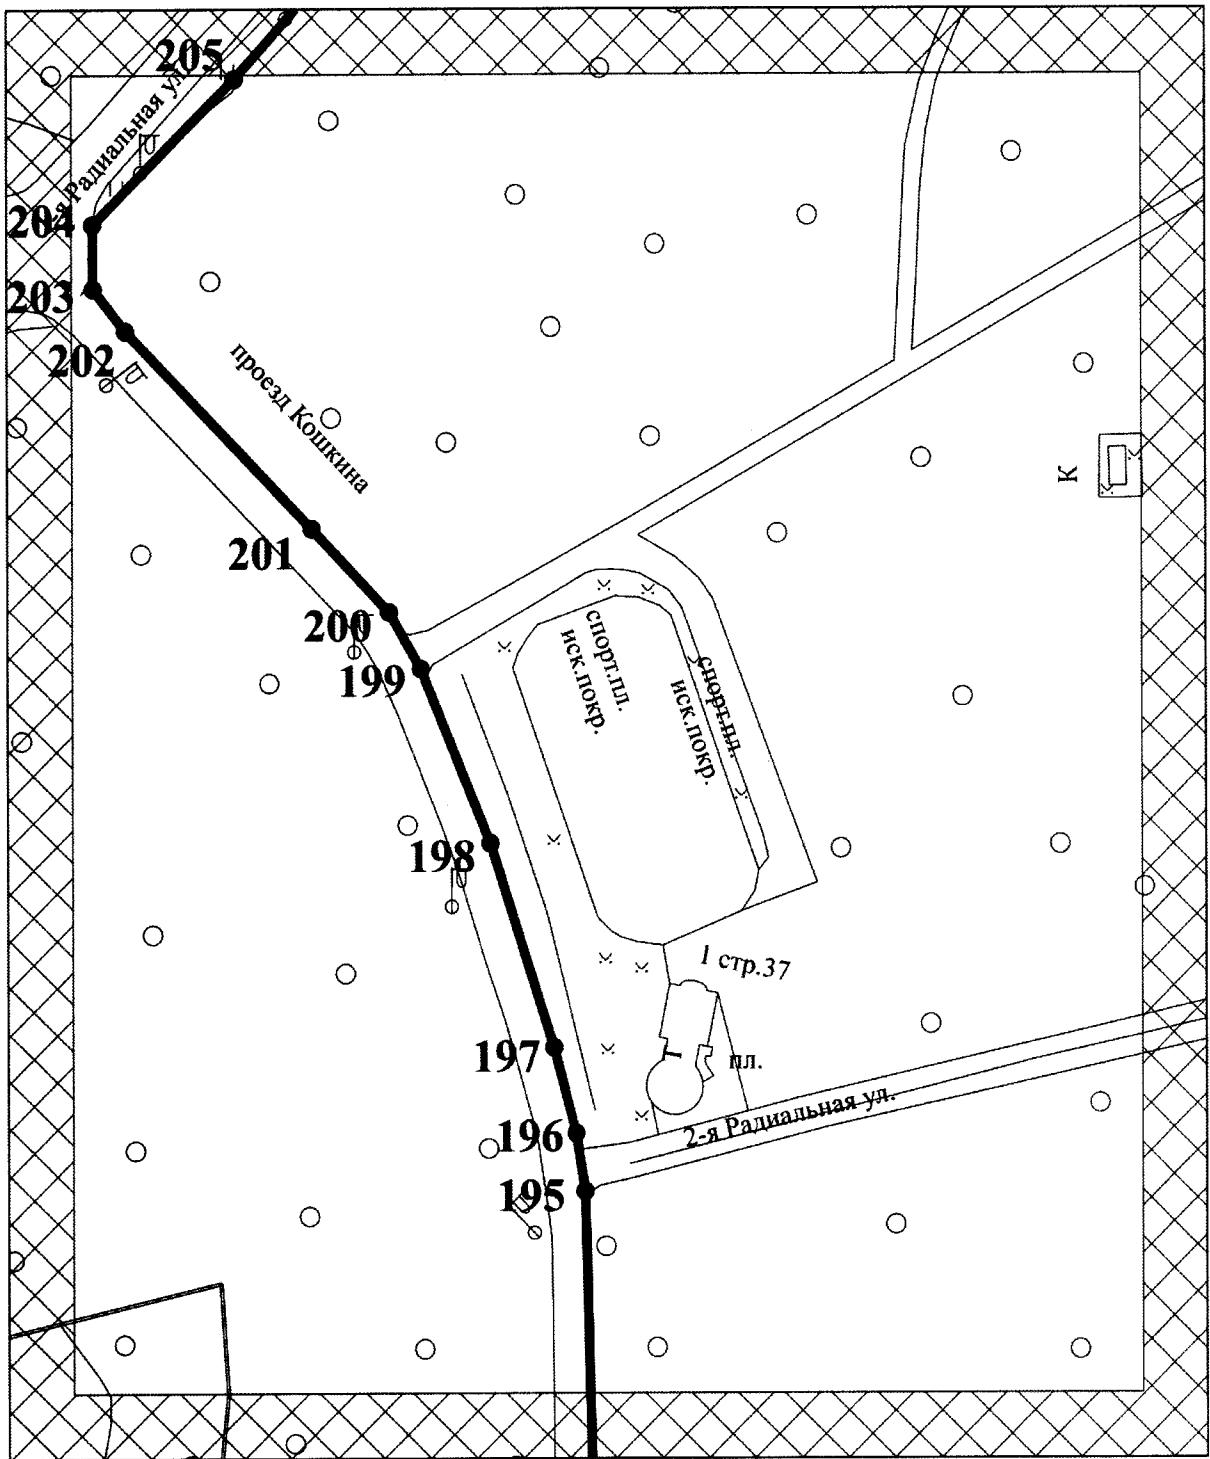 205
-я Радиальная ул.
204
203
202
проезд Кошкина
К
201
200
199
спорт.пл.
иск.покр.
спорт.пл.
иск.покр.
198
1 стр.37
197
Т
пл.
196
2-я Радиальная ул.
195